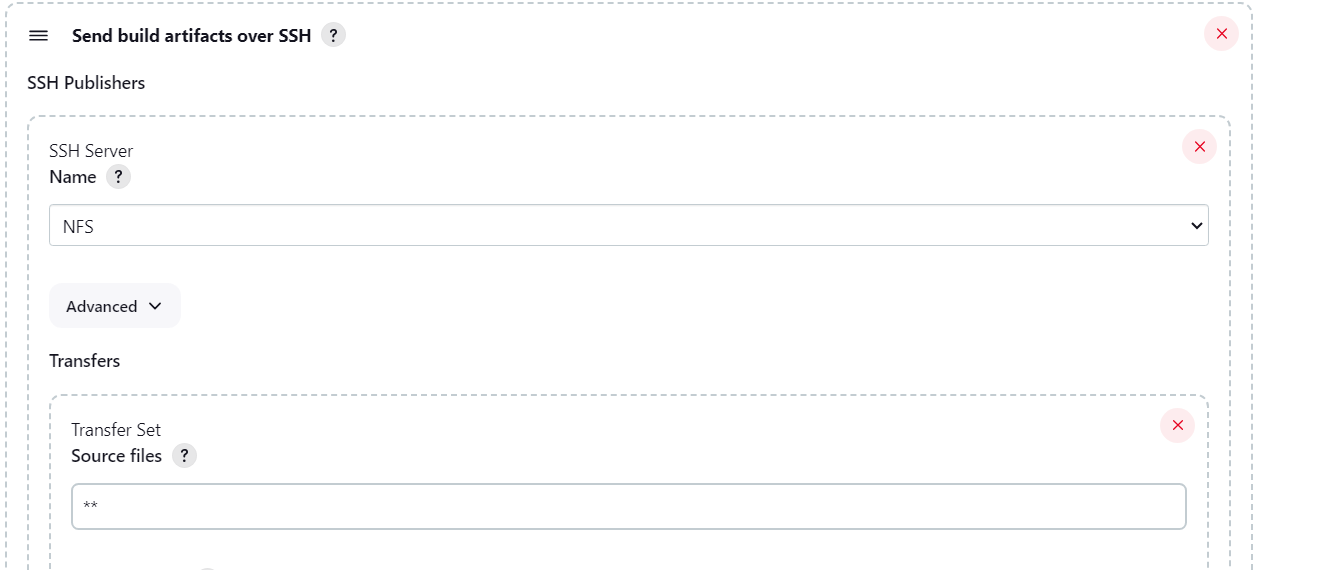 Send build artifacts over SSH ?
SSH Publishers
SSH Server
Name ?
NFS
Advanced
Transfers
Transfer Set
Source files ?
**